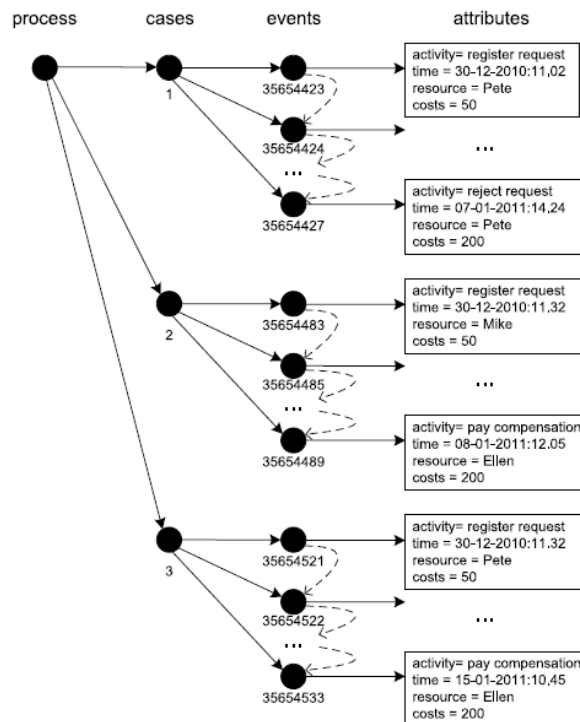 process cases events attributes
activity= register request
time = 30-12-2010:11.02
resource = Pete
costs = 50
1
35654423
35654424
...
...
35654427
activity= reject request
time = 07-01-2011:14.24
resource = Pete
costs = 200
activity= register request
time = 30-12-2010:11.32
resource = Mike
costs = 50
2
35654483
35654485
...
...
35654489
activity= pay compensation
time = 08-01-2011:12.05
resource = Ellen
costs = 200
activity= register request
time = 30-12-2010:11.32
resource = Pete
costs = 50
3
35654521
35654522
...
...
35654533
activity= pay compensation
time = 15-01-2011:10.45
resource = Ellen
costs = 200